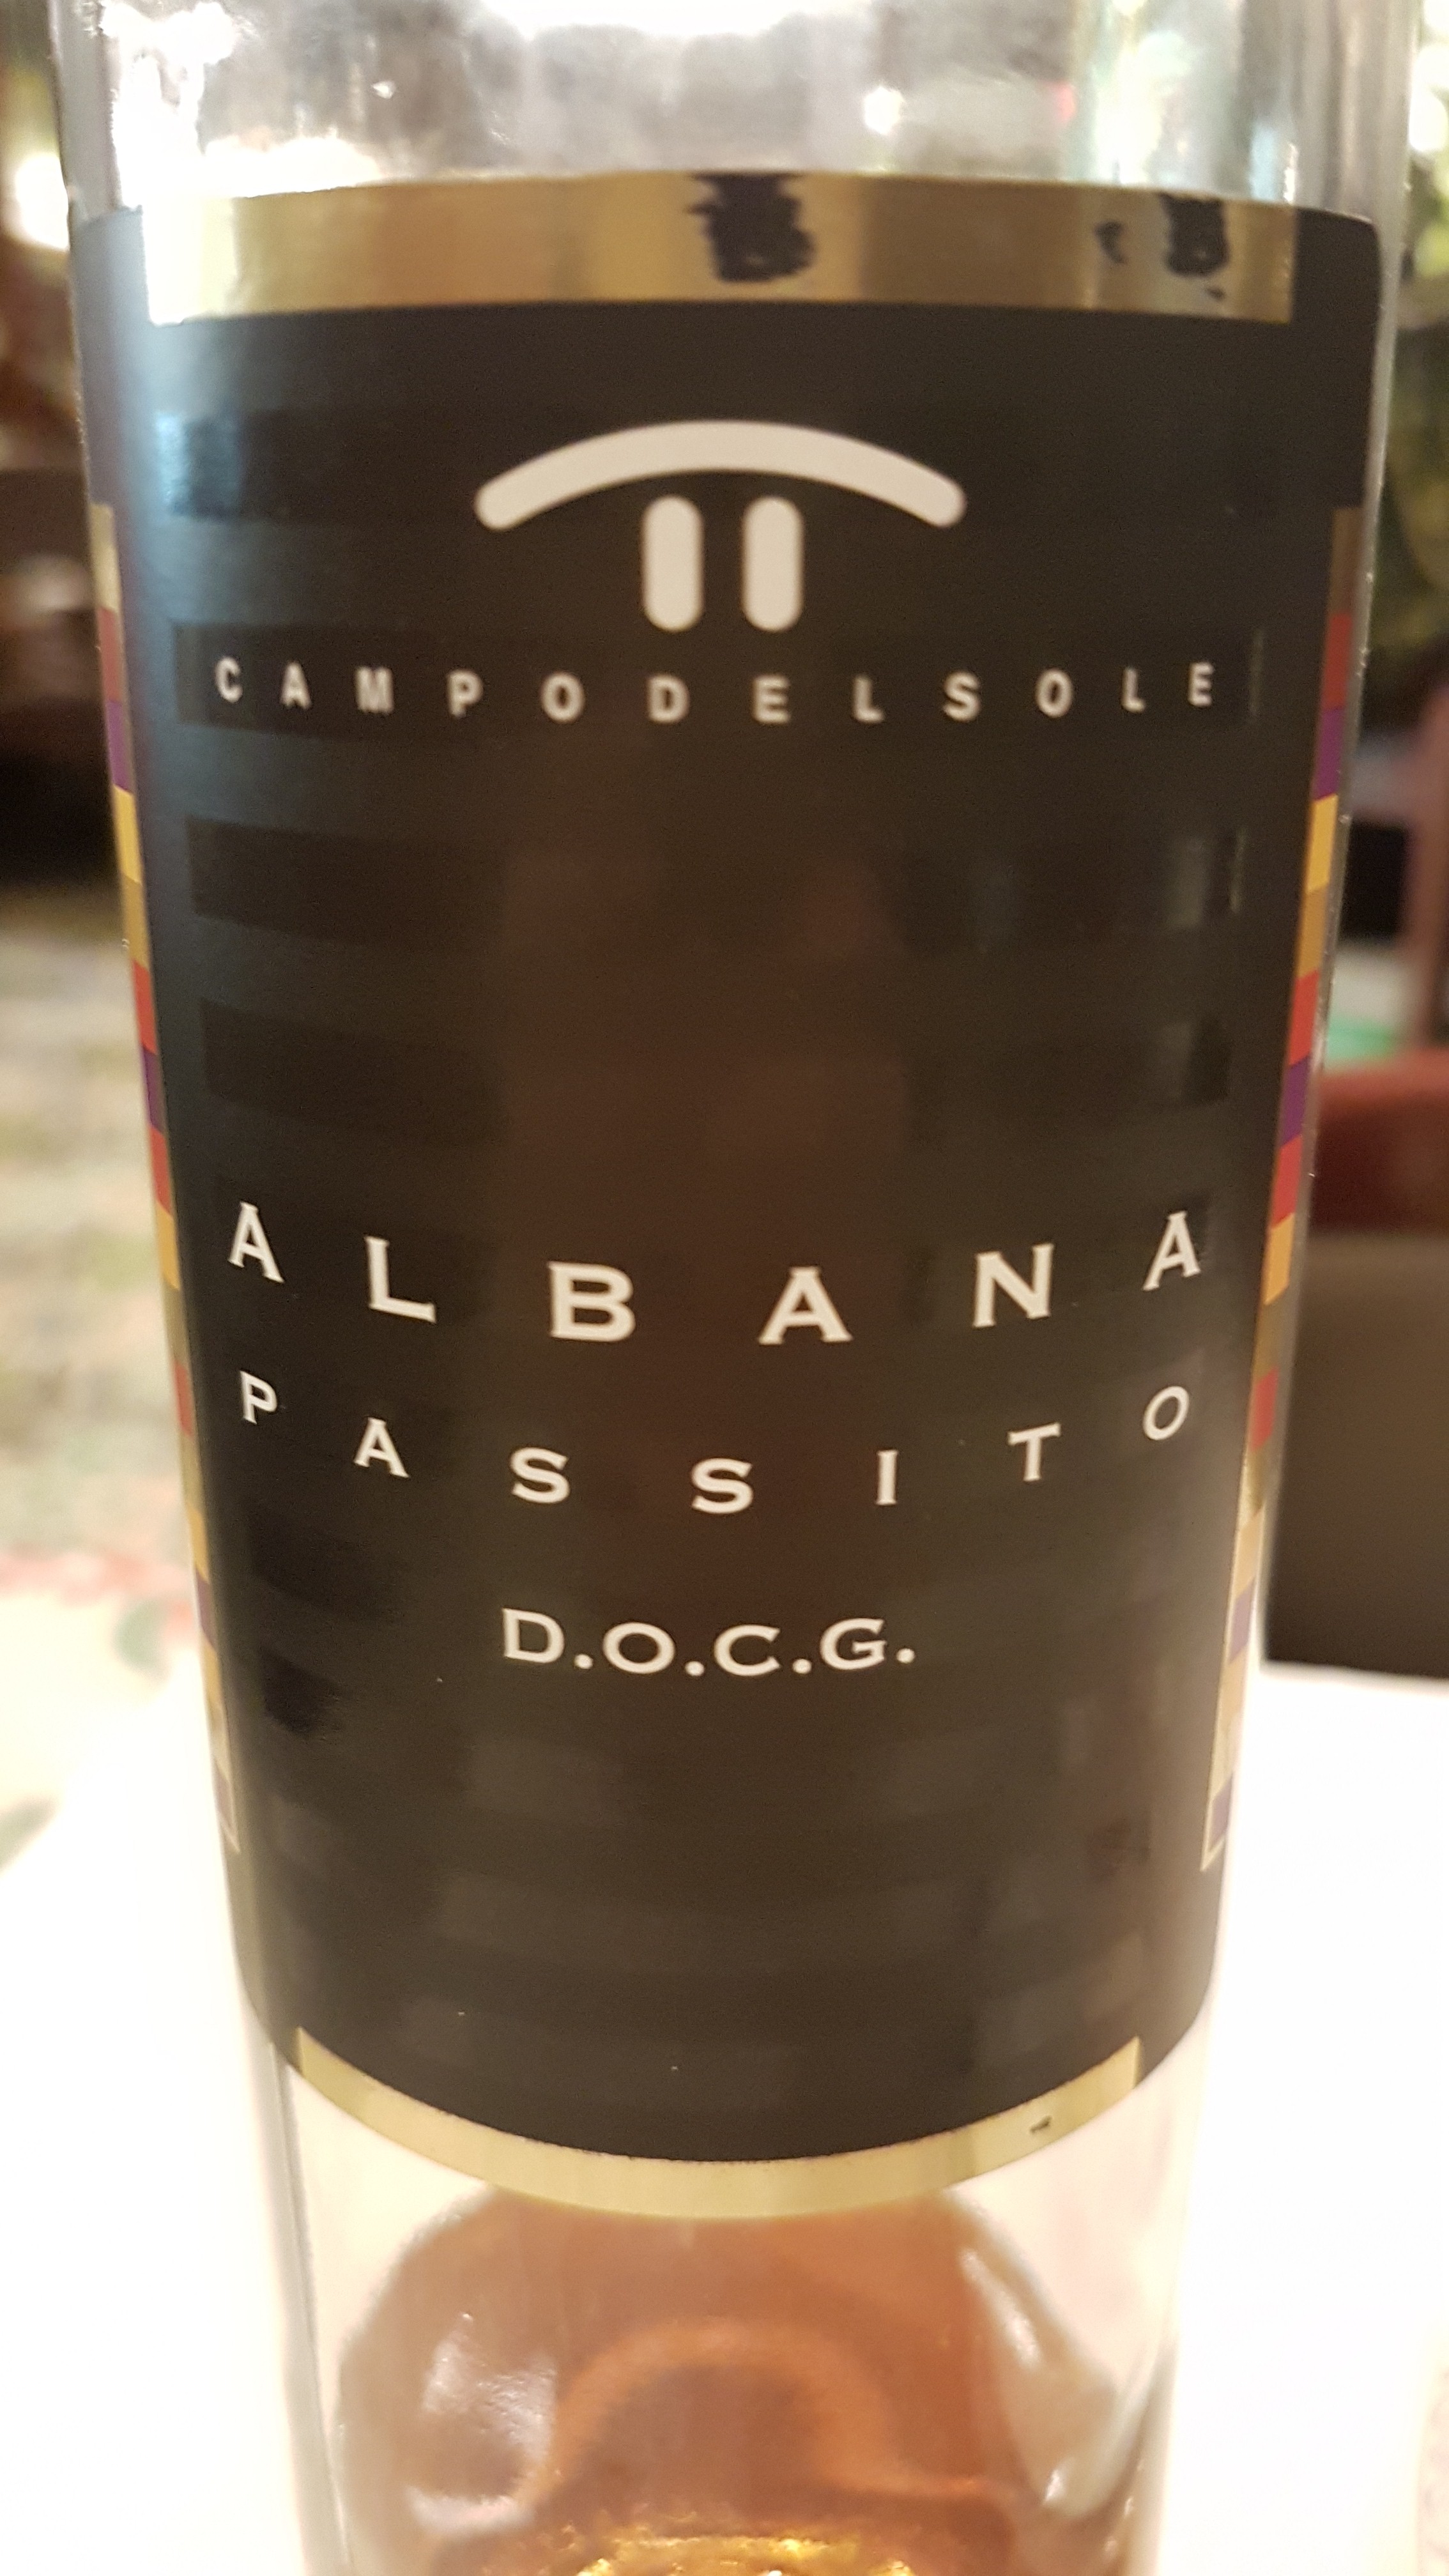 CAMPODELSOLE
ALBANA
PASSITO
D.O.C.G.